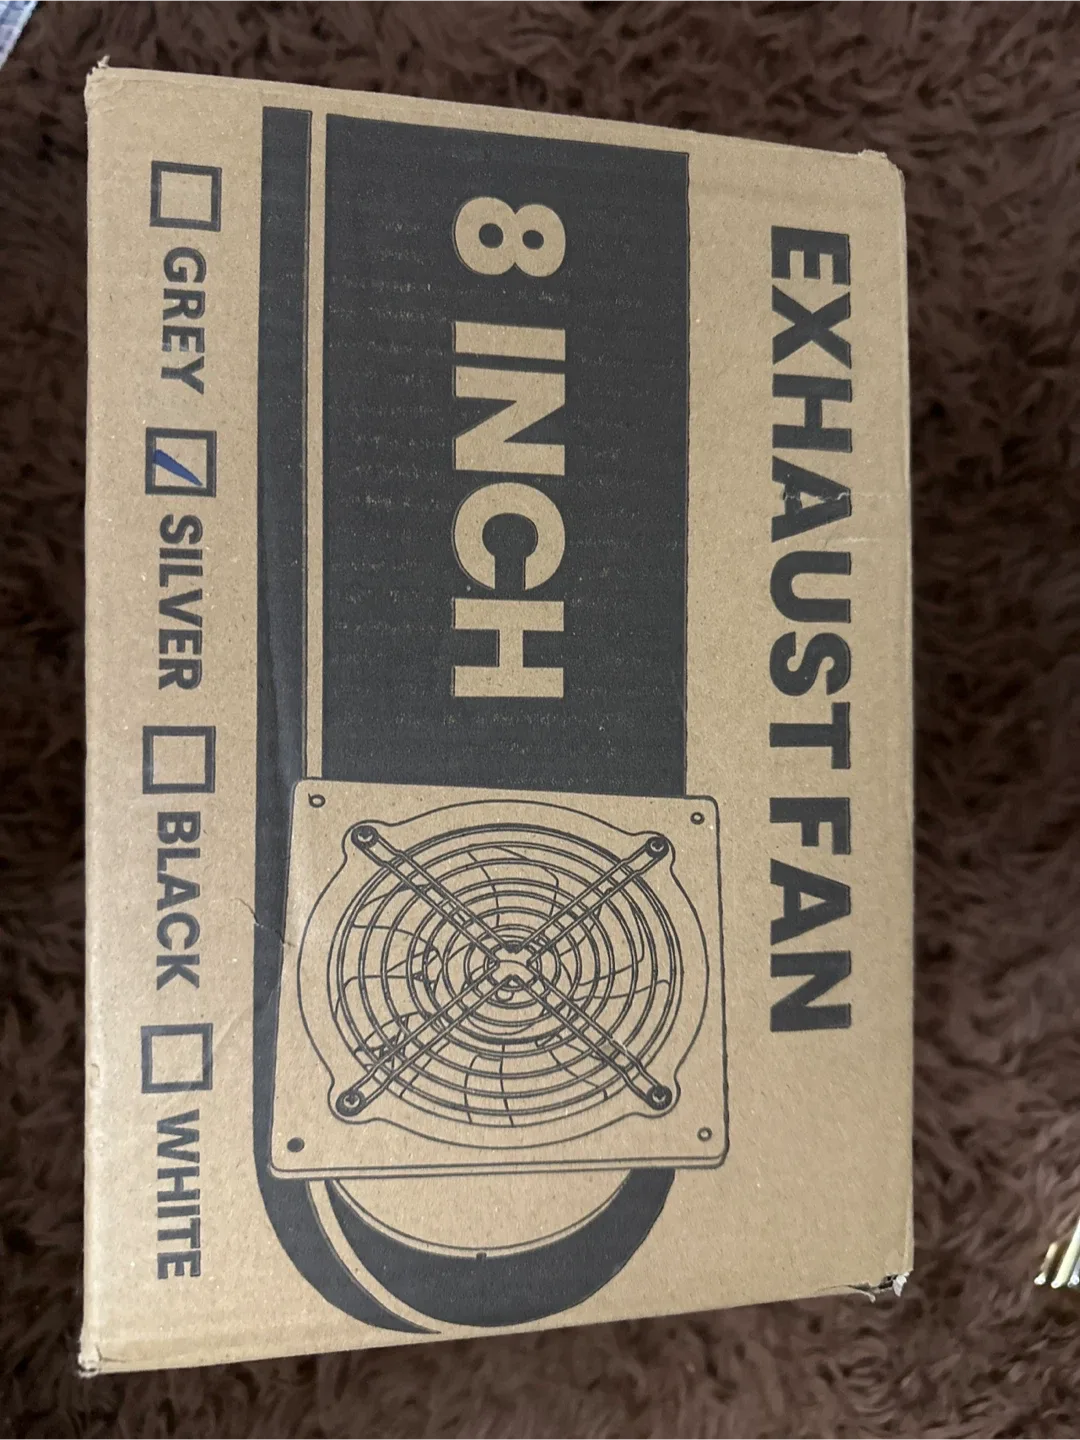 EXHAUST FAN
8 INCH
GREY SILVER BLACK WHITE